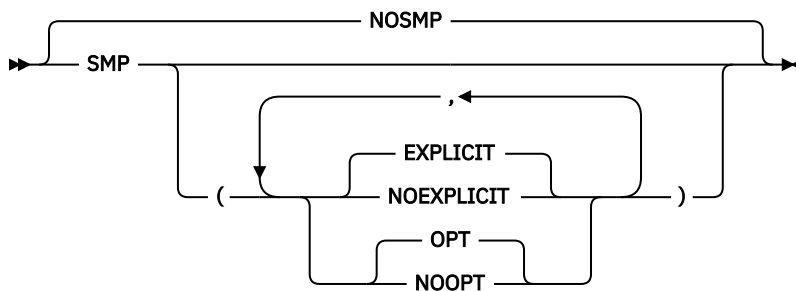 NOSMP
SMP
,
EXPLICIT
( NOEXPLICIT )
OPT
NOOPT